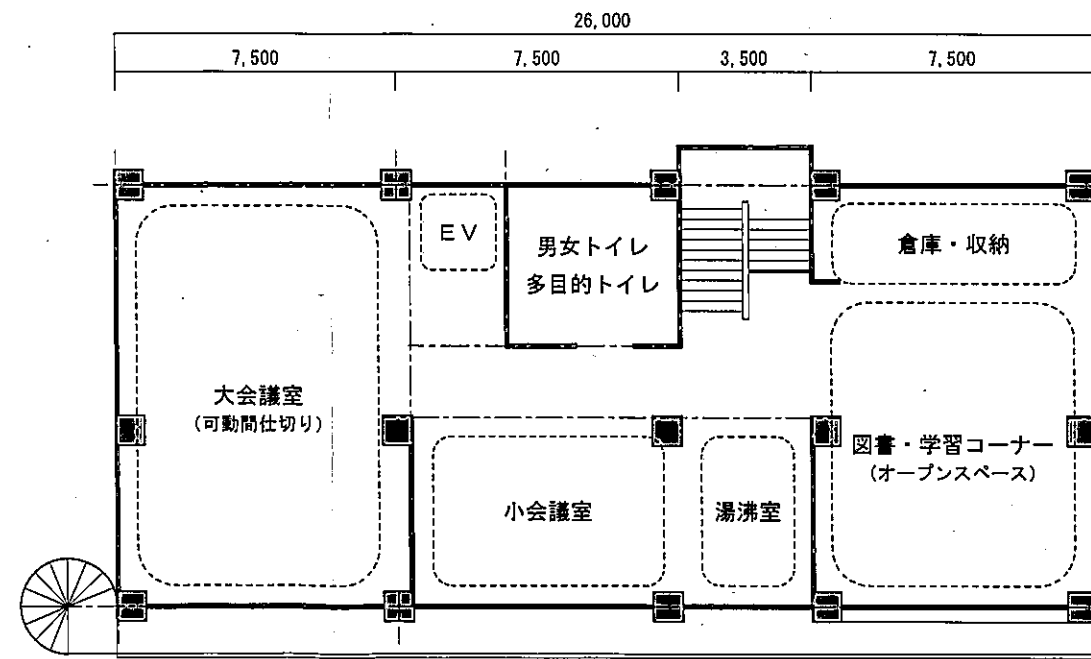 26,000
7,500
7,500
3,500
7,500
EV
男女トイレ
多目的トイレ
倉庫・収納
大会議室
(可動間仕切り)
図書・学習コーナー
(オープンスペース)
小会議室
湯沸室